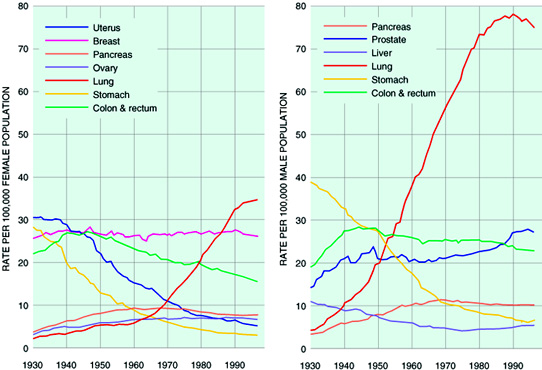 RATE PER 100,000 FEMALE POPULATION
80
70
60
50
40
30
20
10
0
Uterus
Breast
Pancreas
Ovary
Lung
Stomach
Colon & rectum
1930 1940 1950 1960 1970 1980 1990
RATE PER 100,000 MALE POPULATION
80
70
60
50
40
30
20
10
0
Pancreas
Prostate
Liver
Lung
Stomach
Colon & rectum
1930 1940 1950 1960 1970 1980 1990